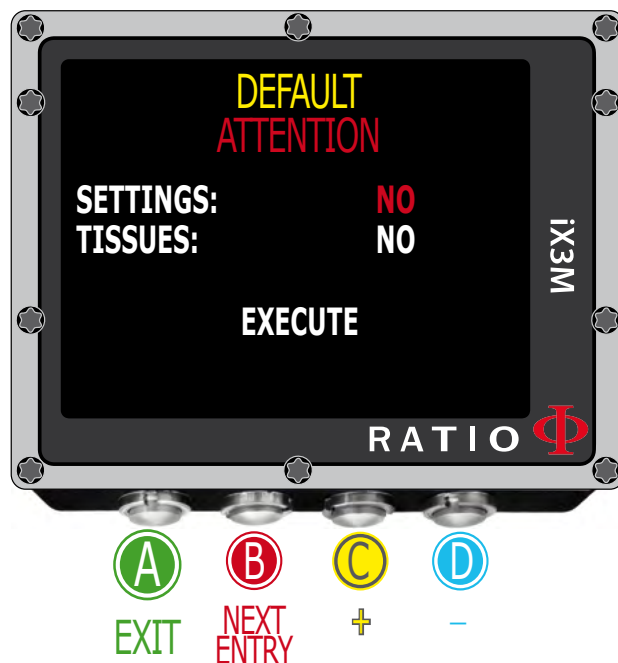 DEFAULT
ATTENTION
SETTINGS: NO
TISSUES: NO
EXECUTE
iX3M
RATIO
A B C D
EXIT NEXT ENTRY + -